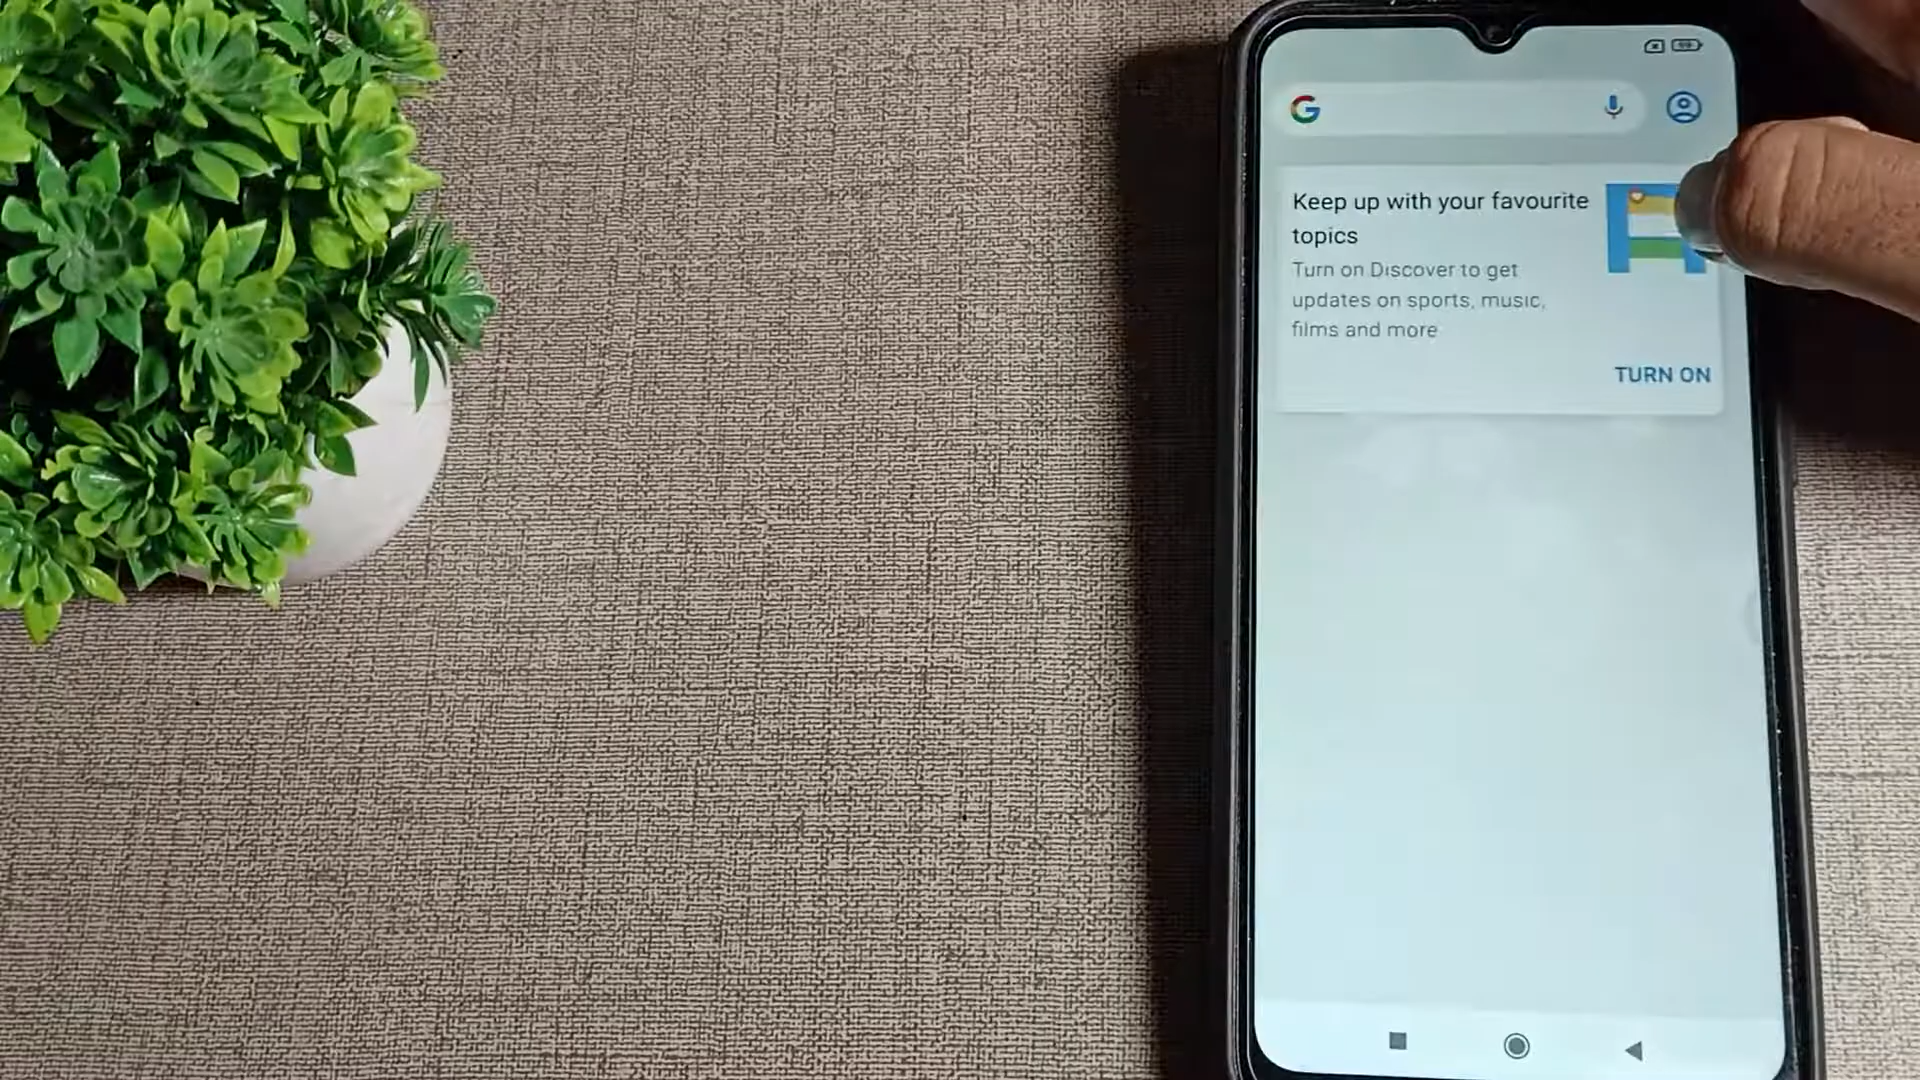 Keep up with your favourite
topics
Turn on Discover to get
updates on sports, music,
films and more
TURN ON